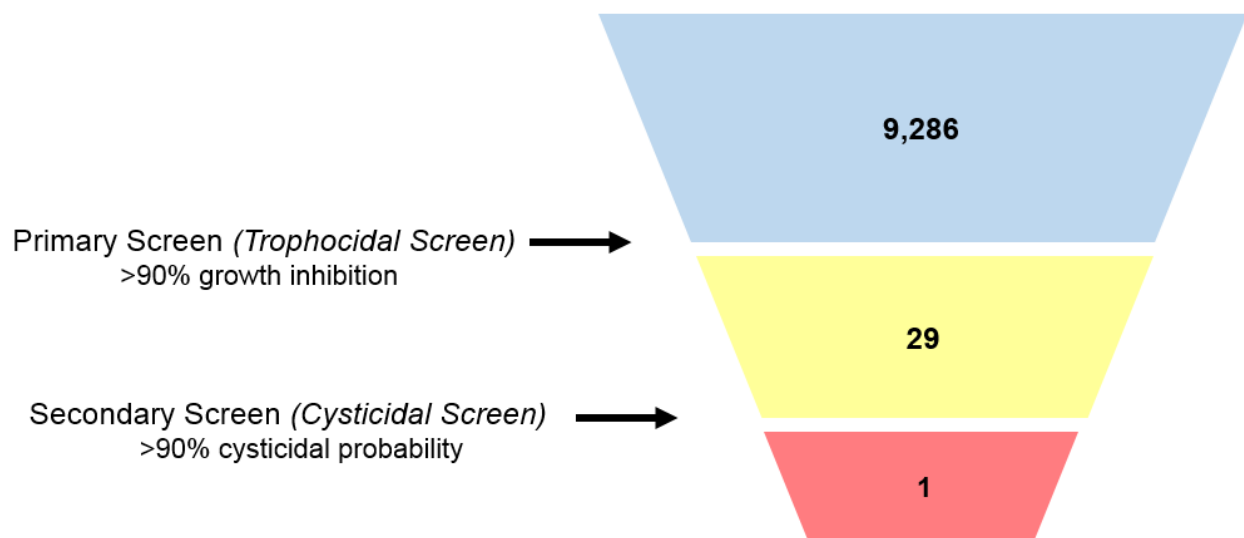 9,286
Primary Screen (Trophocidal Screen)
>90% growth inhibition
29
Secondary Screen (Cysticidal Screen)
>90% cysticidal probability
1